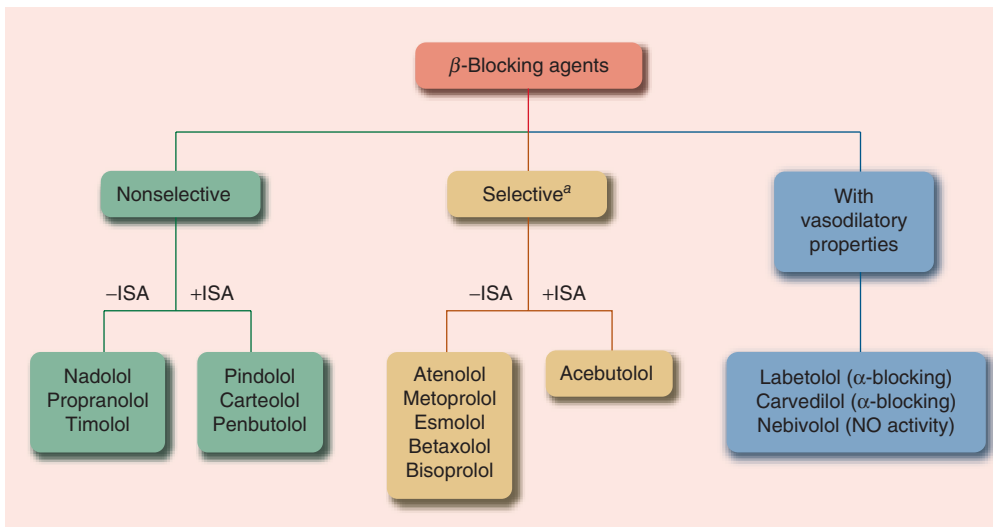 β-Blocking agents
Nonselective
Selectiveᵃ
With
vasodilatory
properties
–ISA
+ISA
–ISA
+ISA
Nadolol
Propranolol
Timolol
Pindolol
Carteolol
Penbutolol
Atenolol
Metoprolol
Esmolol
Betaxolol
Bisoprolol
Acebutolol
Labetolol (α-blocking)
Carvedilol (α-blocking)
Nebivolol (NO activity)